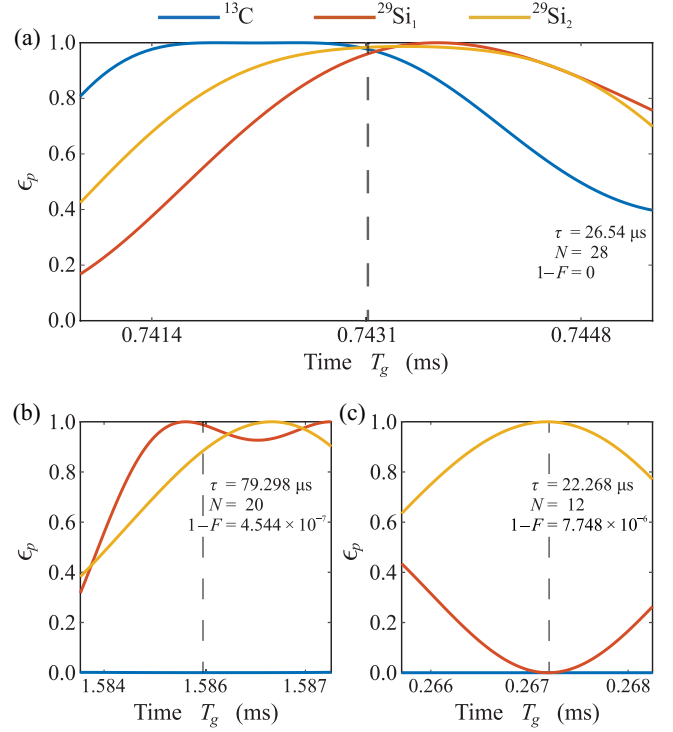 ¹³C ²⁹Si₁ ²⁹Si₂
(a)
1.0
0.8
0.6
0.4
0.2
0.0
ϵₚ
τ = 26.54 μs
N = 28
1−F = 0
0.7414 0.7431 0.7448
Time T_g (ms)
(b)
1.0
0.8
0.6
0.4
0.2
0.0
ϵₚ
τ = 79.298 μs
N = 20
1−F = 4.544 × 10⁻⁷
1.584 1.586 1.587
Time T_g (ms)
(c)
1.0
0.8
0.6
0.4
0.2
0.0
τ = 22.268 μs
N = 12
1−F = 7.748 × 10⁻⁶
0.266 0.267 0.268
Time T_g (ms)